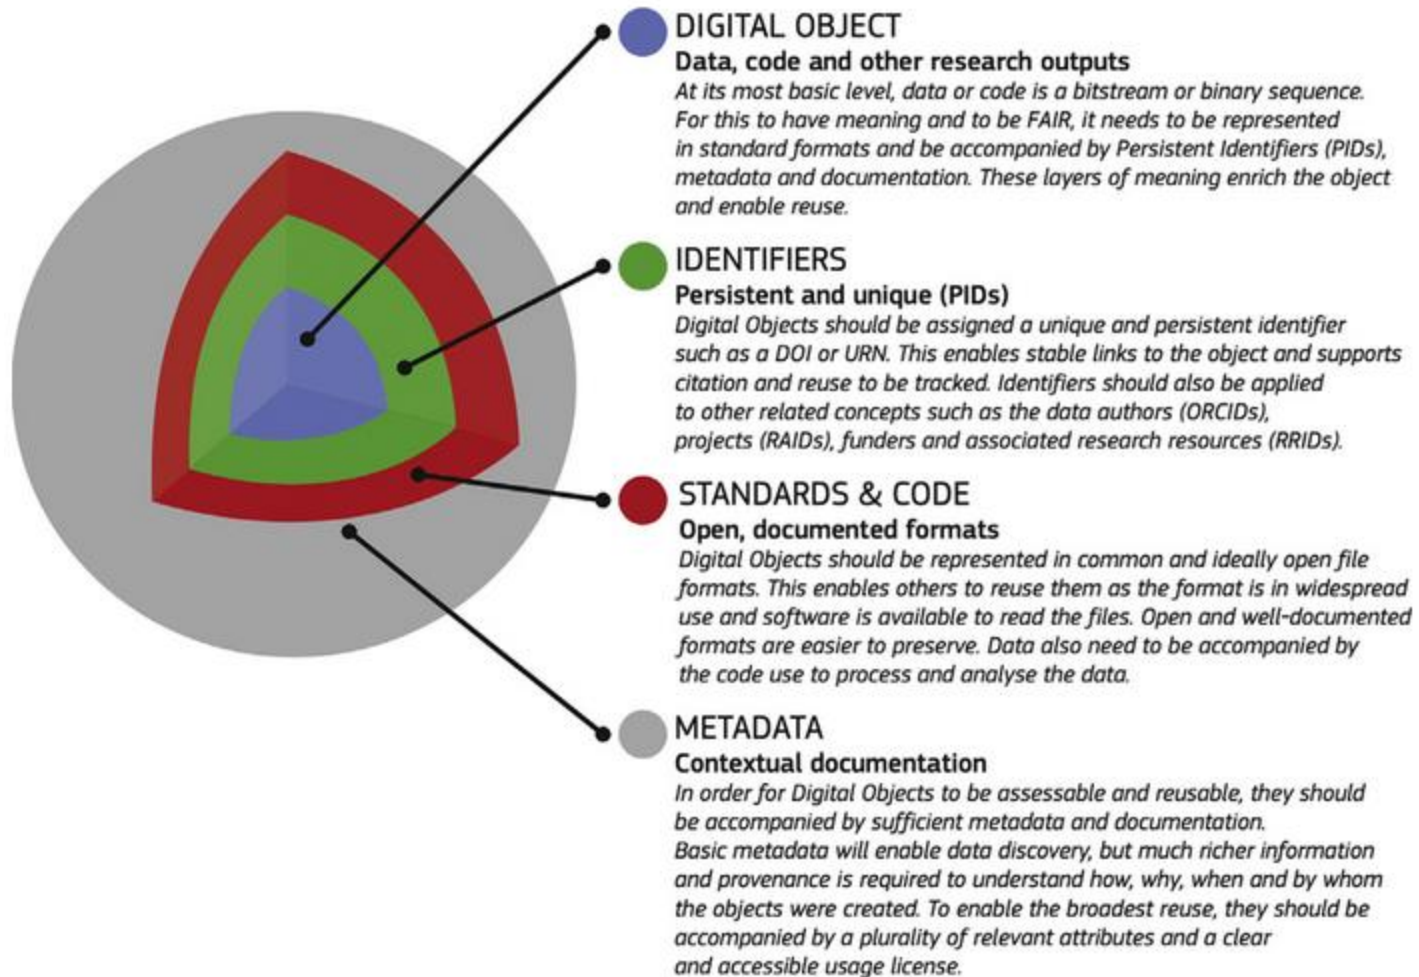 DIGITAL OBJECT
Data, code and other research outputs
At its most basic level, data or code is a bitstream or binary sequence.
For this to have meaning and to be FAIR, it needs to be represented
in standard formats and be accompanied by Persistent Identifiers (PIDs),
metadata and documentation. These layers of meaning enrich the object
and enable reuse.
IDENTIFIERS
Persistent and unique (PIDs)
Digital Objects should be assigned a unique and persistent identifier
such as a DOI or URN. This enables stable links to the object and supports
citation and reuse to be tracked. Identifiers should also be applied
to other related concepts such as the data authors (ORCIDs),
projects (RAIDs), funders and associated research resources (RRIDs).
STANDARDS & CODE
Open, documented formats
Digital Objects should be represented in common and ideally open file
formats. This enables others to reuse them as the format is in widespread
use and software is available to read the files. Open and well-documented
formats are easier to preserve. Data also need to be accompanied by
the code use to process and analyse the data.
METADATA
Contextual documentation
In order for Digital Objects to be assessable and reusable, they should
be accompanied by sufficient metadata and documentation.
Basic metadata will enable data discovery, but much richer information
and provenance is required to understand how, why, when and by whom
the objects were created. To enable the broadest reuse, they should be
accompanied by a plurality of relevant attributes and a clear
and accessible usage license.